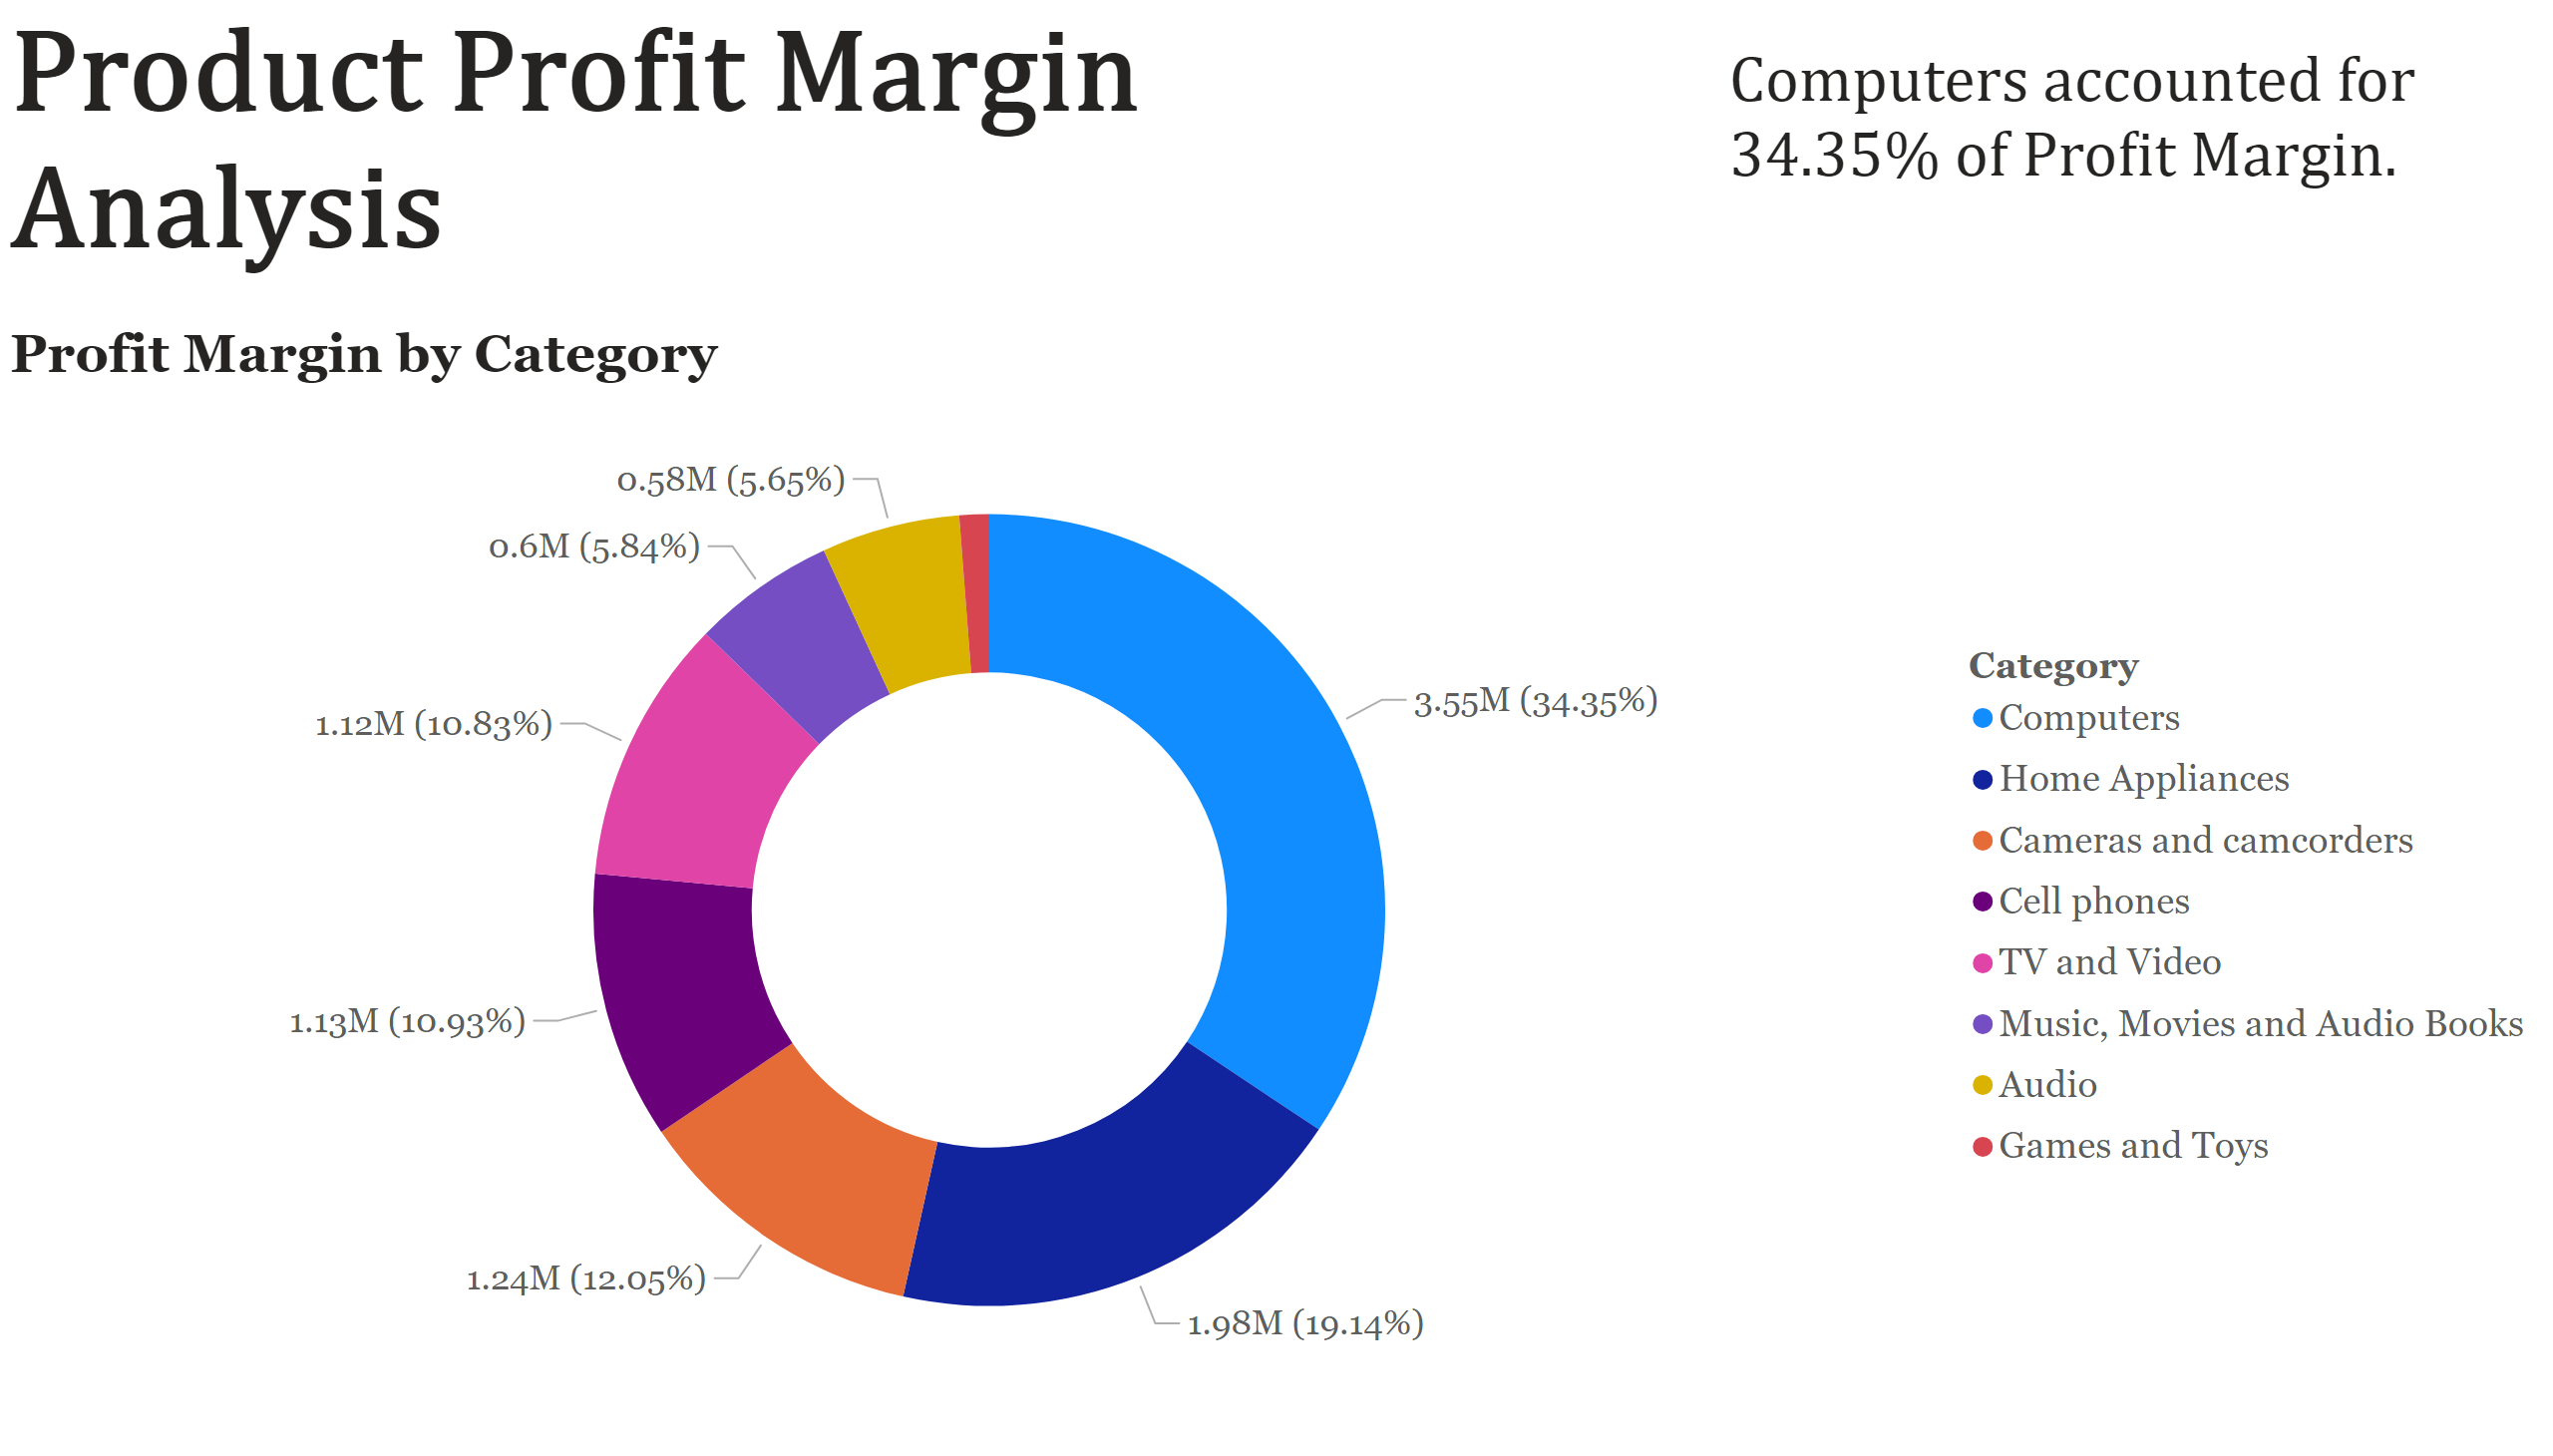 Product Profit Margin
Analysis
Computers accounted for
34.35% of Profit Margin.
Profit Margin by Category
0.58M (5.65%)
0.6M (5.84%)
1.12M (10.83%)
3.55M (34.35%)
1.13M (10.93%)
1.24M (12.05%)
1.98M (19.14%)
Category
Computers
Home Appliances
Cameras and camcorders
Cell phones
TV and Video
Music, Movies and Audio Books
Audio
Games and Toys